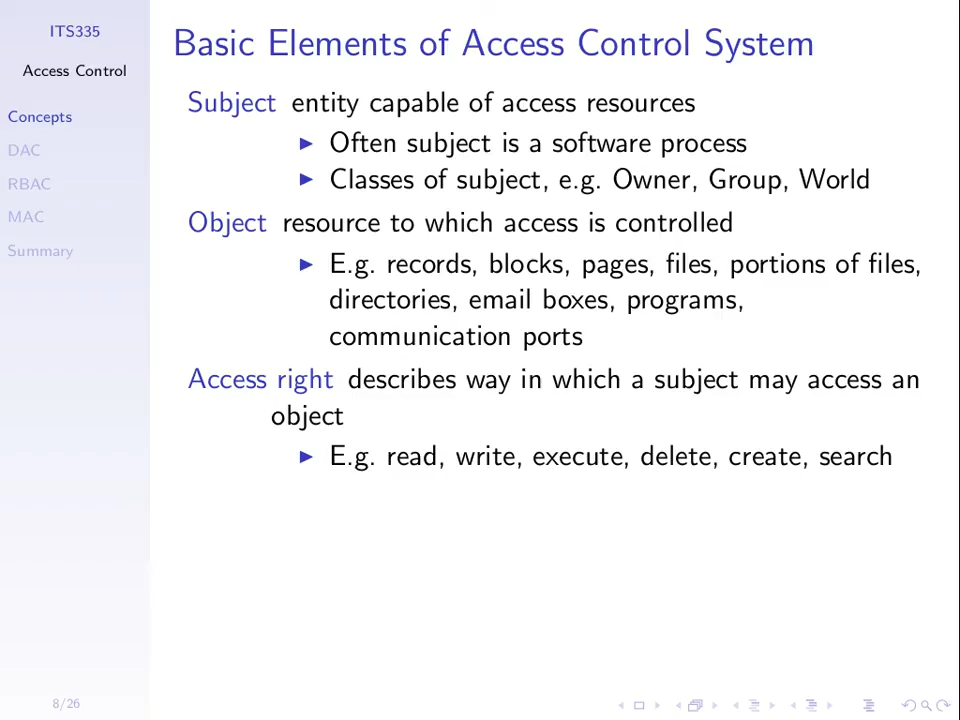 ITS335
Access Control
Concepts
DAC
RBAC
MAC
Summary
8/26
Basic Elements of Access Control System
Subject entity capable of access resources
▶ Often subject is a software process
▶ Classes of subject, e.g. Owner, Group, World
Object resource to which access is controlled
▶ E.g. records, blocks, pages, files, portions of files,
directories, email boxes, programs,
communication ports
Access right describes way in which a subject may access an
object
▶ E.g. read, write, execute, delete, create, search